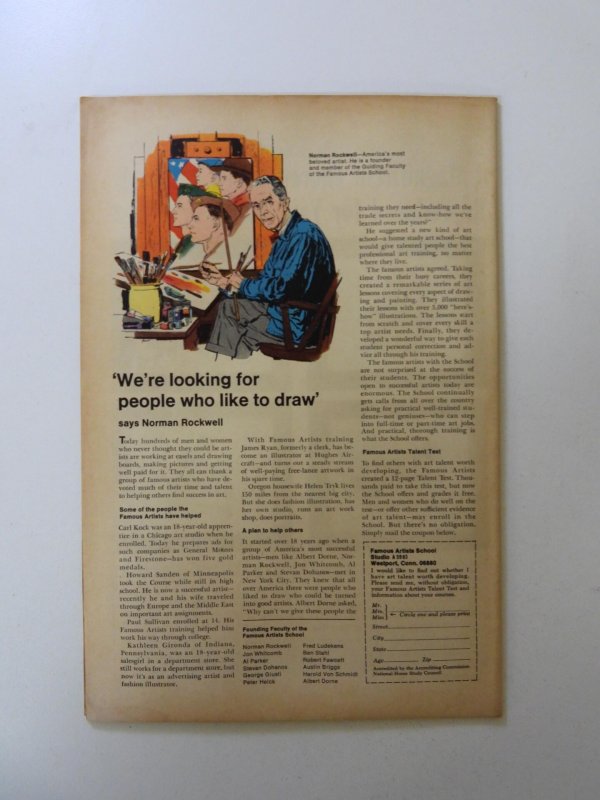 Norman Rockwell—America's most
beloved artist. He is a founder
and member of the Guiding Faculty
of the Famous Artists School.
'We're looking for
people who like to draw'
says Norman Rockwell
Today hundreds of men and women
who never thought they could be art-
ists are working at easels and drawing
boards, making pictures and getting
well paid for it. They all can thank a
group of famous artists who have de-
voted much of their time and talent
to helping others find success in art.
Some of the people the
Famous Artists have helped
Carl Kock was an 18-year-old appren-
tice in a Chicago art studio when he
enrolled. Today he prepares ads for
such companies as General Motors
and Firestone—has won five gold
medals.
Howard Sanden of Minneapolis
took the Course while still in high
school. He is now a successful artist—
recently he and his wife traveled
through Europe and the Middle East
on important art assignments.
Paul Sullivan enrolled at 14. His
Famous Artists training helped him
work his way through college.
Kathleen Gironda of Indiana,
Pennsylvania, was an 18-year-old
salesgirl in a department store. She
still works for a department store, but
now it's as an advertising artist and
fashion illustrator.
With Famous Artists training
James Ryan, formerly a clerk, has be-
come an illustrator at Hughes Air-
craft—and turns out a steady stream
of well-paying free-lance artwork in
his spare time.
Oregon housewife Helen Tryk lives
150 miles from the nearest big city.
But she does fashion illustration, has
her own studio, runs an art work
shop, does portraits.
A plan to help others
It started over 18 years ago when a
group of America's most successful
artists—men like Albert Dorne, Nor-
man Rockwell, Jon Whitcomb, Al
Parker and Stevan Dohanos—met in
New York City. They knew that all
over America there were people who
liked to draw who could be turned
into good artists. Albert Dorne asked,
"Why can't we give these people the
Founding Faculty of the
Famous Artists School
Norman Rockwell
Jon Whitcomb
Al Parker
Stevan Dohanos
George Giusti
Peter Helck
Fred Ludekens
Ben Stahl
Robert Fawcett
Austin Briggs
Harold Von Schmidt
Albert Dorne
training they need—including all the
trade secrets and know-how we've
learned over the years?"
He suggested a new kind of art
school—a home study art school—that
would give talented people the best
professional art training, no matter
where they live.
The famous artists agreed. Taking
time from their busy careers, they
created a remarkable series of art
lessons covering every aspect of draw-
ing and painting. They illustrated
their lessons with over 5,000 "here's-
how" illustrations. The lessons start
from scratch and cover every skill a
top artist needs. Finally, they de-
veloped a wonderful way to give each
student personal correction and ad-
vice all through his training.
The famous artists with the School
are not surprised at the success of
their students. The opportunities
open to successful artists today are
enormous. The School continually
gets calls from all over the country
asking for practical well-trained stu-
dents—not geniuses—who can step
into full-time or part-time art jobs.
And practical, thorough training is
what the School offers.
Famous Artists Talent Test
To find others with art talent worth
developing, the Famous Artists
created a 12-page Talent Test. Thou-
sands paid to take this test, but now
the School offers and grades it free.
Men and women who do well on the
test—or offer other sufficient evidence
of art talent—may enroll in the
School. But there's no obligation.
Simply mail the coupon below.
Famous Artists School
Studio
Westport, Conn. 06880
I would like to find out whether I
have art talent worth developing.
Please send me, without obligation,
your Famous Artists Talent Test and
information about your courses.
Mr.
Mrs.
Miss
← Circle one and please print
Street
City
State
Age Zip
Accredited by the Accrediting Commission
National Home Study Council.